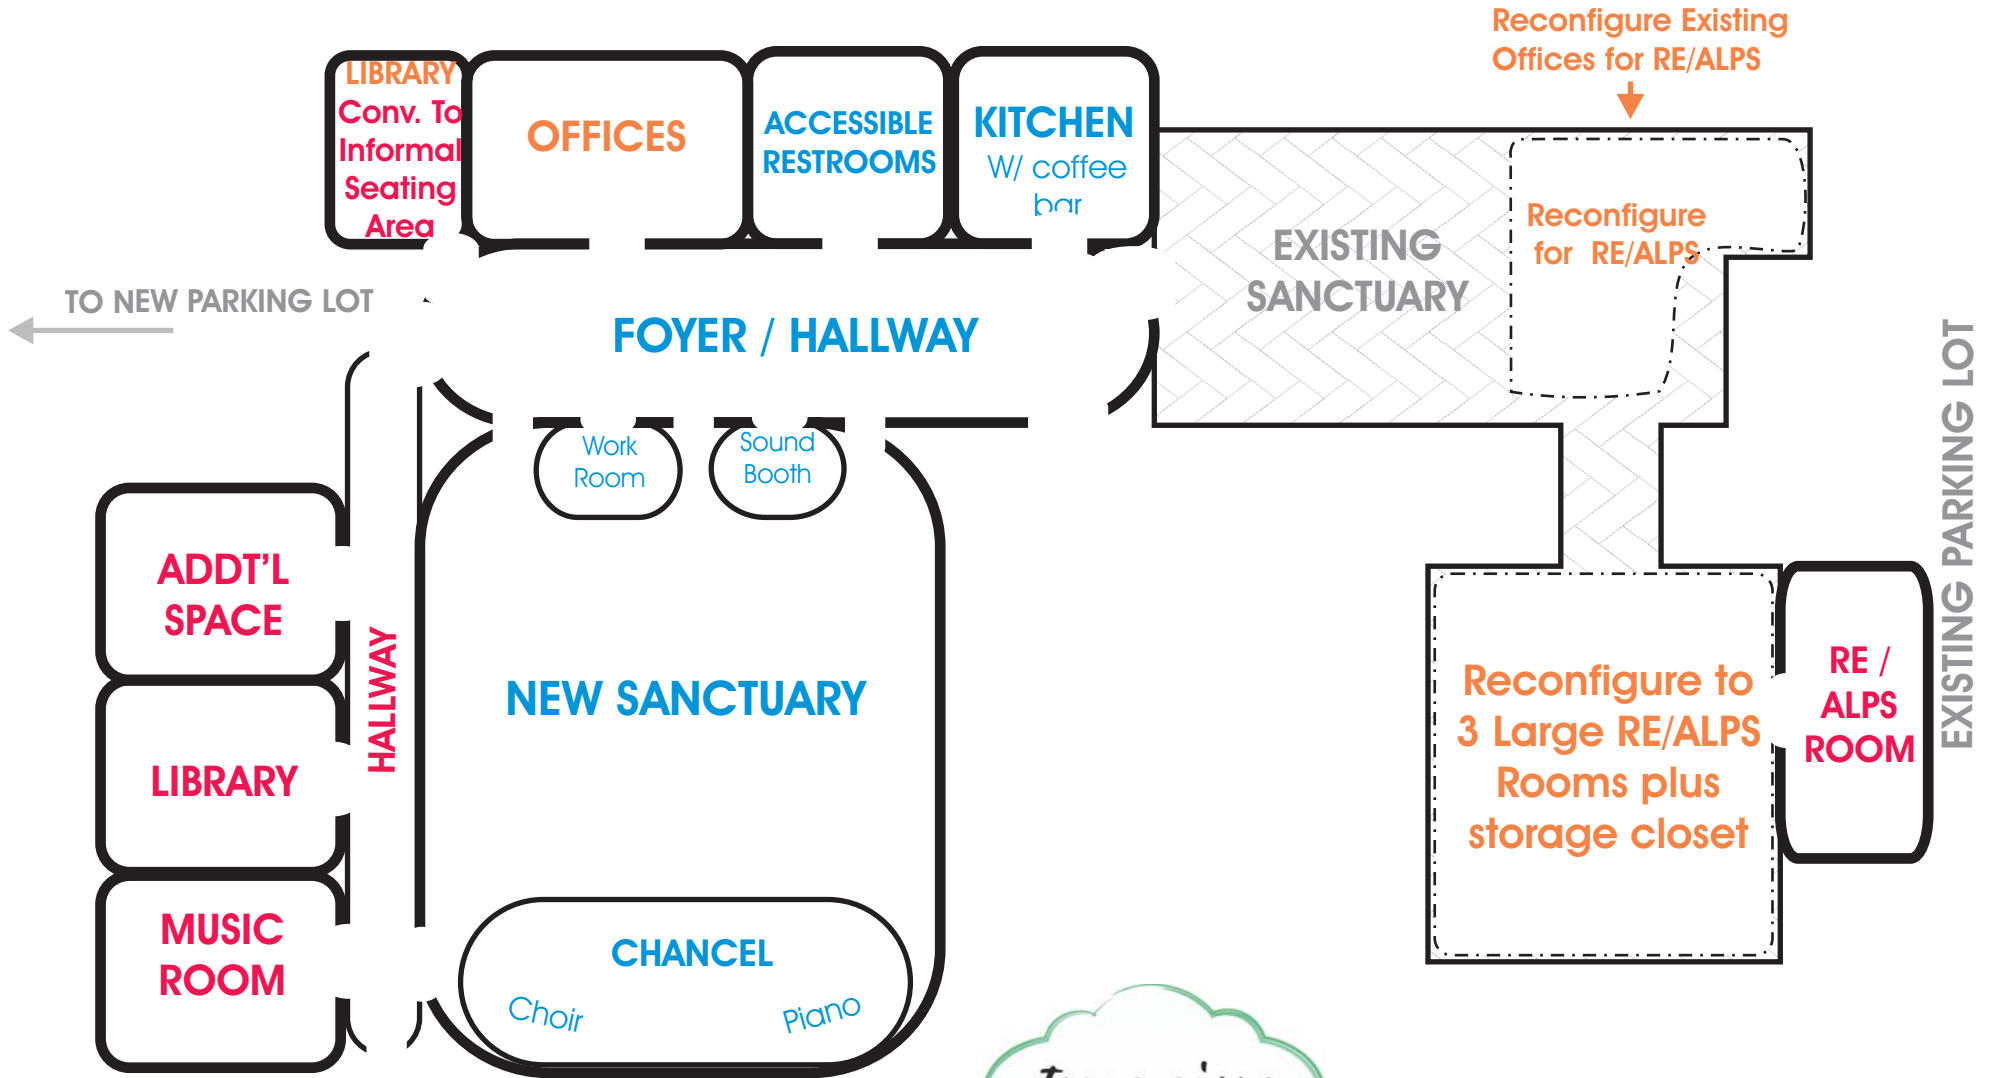 Reconfigure Existing
Offices for RE/ALPS
LIBRARY
Conv. To
Informal
Seating
Area
OFFICES
ACCESSIBLE
RESTROOMS
KITCHEN
W/ coffee
bar
EXISTING
SANCTUARY
Reconfigure
for RE/ALPS
TO NEW PARKING LOT
FOYER / HALLWAY
EXISTING PARKING LOT
Work
Room
Sound
Booth
ADDT'L
SPACE
HALLWAY
NEW SANCTUARY
LIBRARY
MUSIC
ROOM
CHANCEL
Choir
Piano
Reconfigure to
3 Large RE/ALPS
Rooms plus
storage closet
RE /
ALPS
ROOM